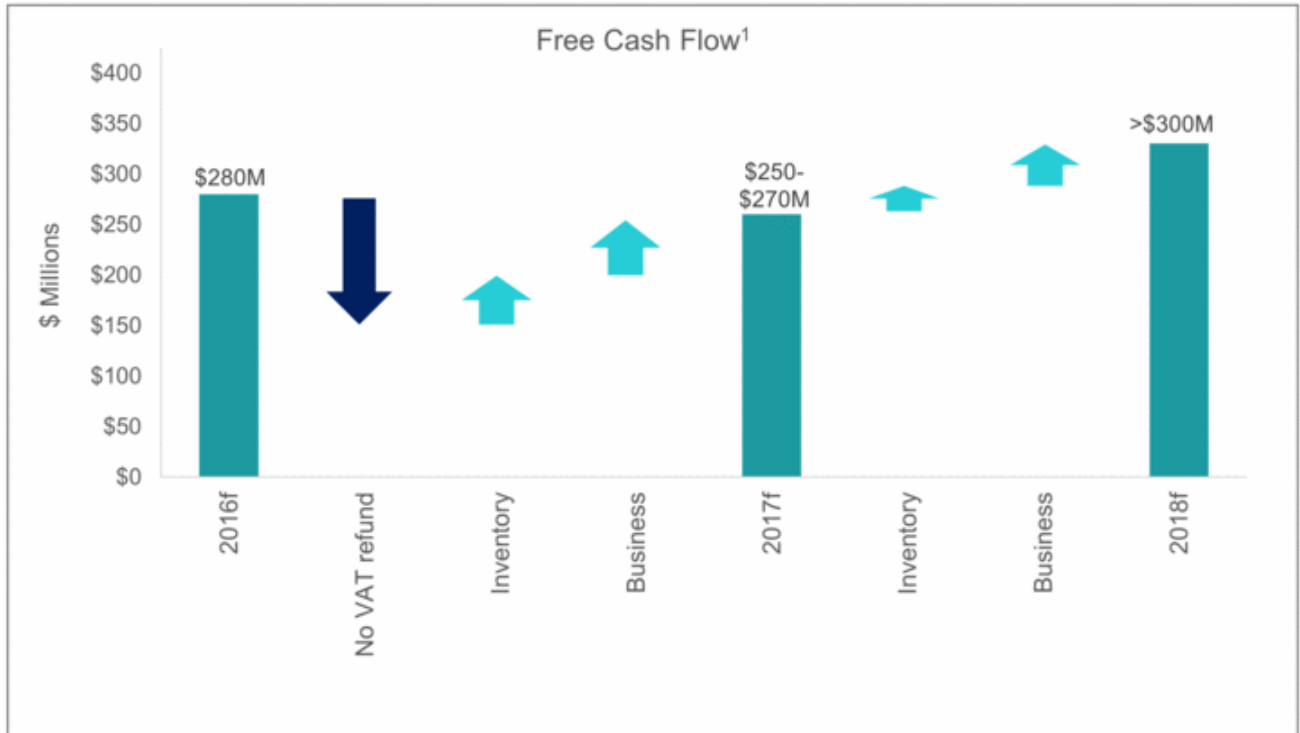 Free Cash Flow¹
$ Millions
$400
$350
$300
$250
$200
$150
$100
$50
$0
$280M
$250-
$270M
>$300M
2016f
No VAT refund
Inventory
Business
2017f
Inventory
Business
2018f